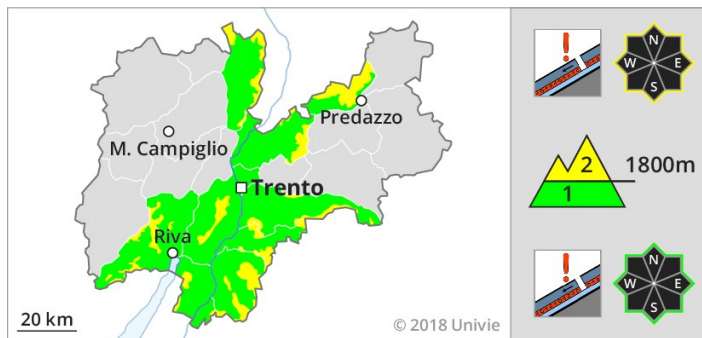 Predazzo
M. Campiglio
Trento
Riva
20 km
© 2018 Univie
N
W E
S
2
1
1800m
N
W E
S